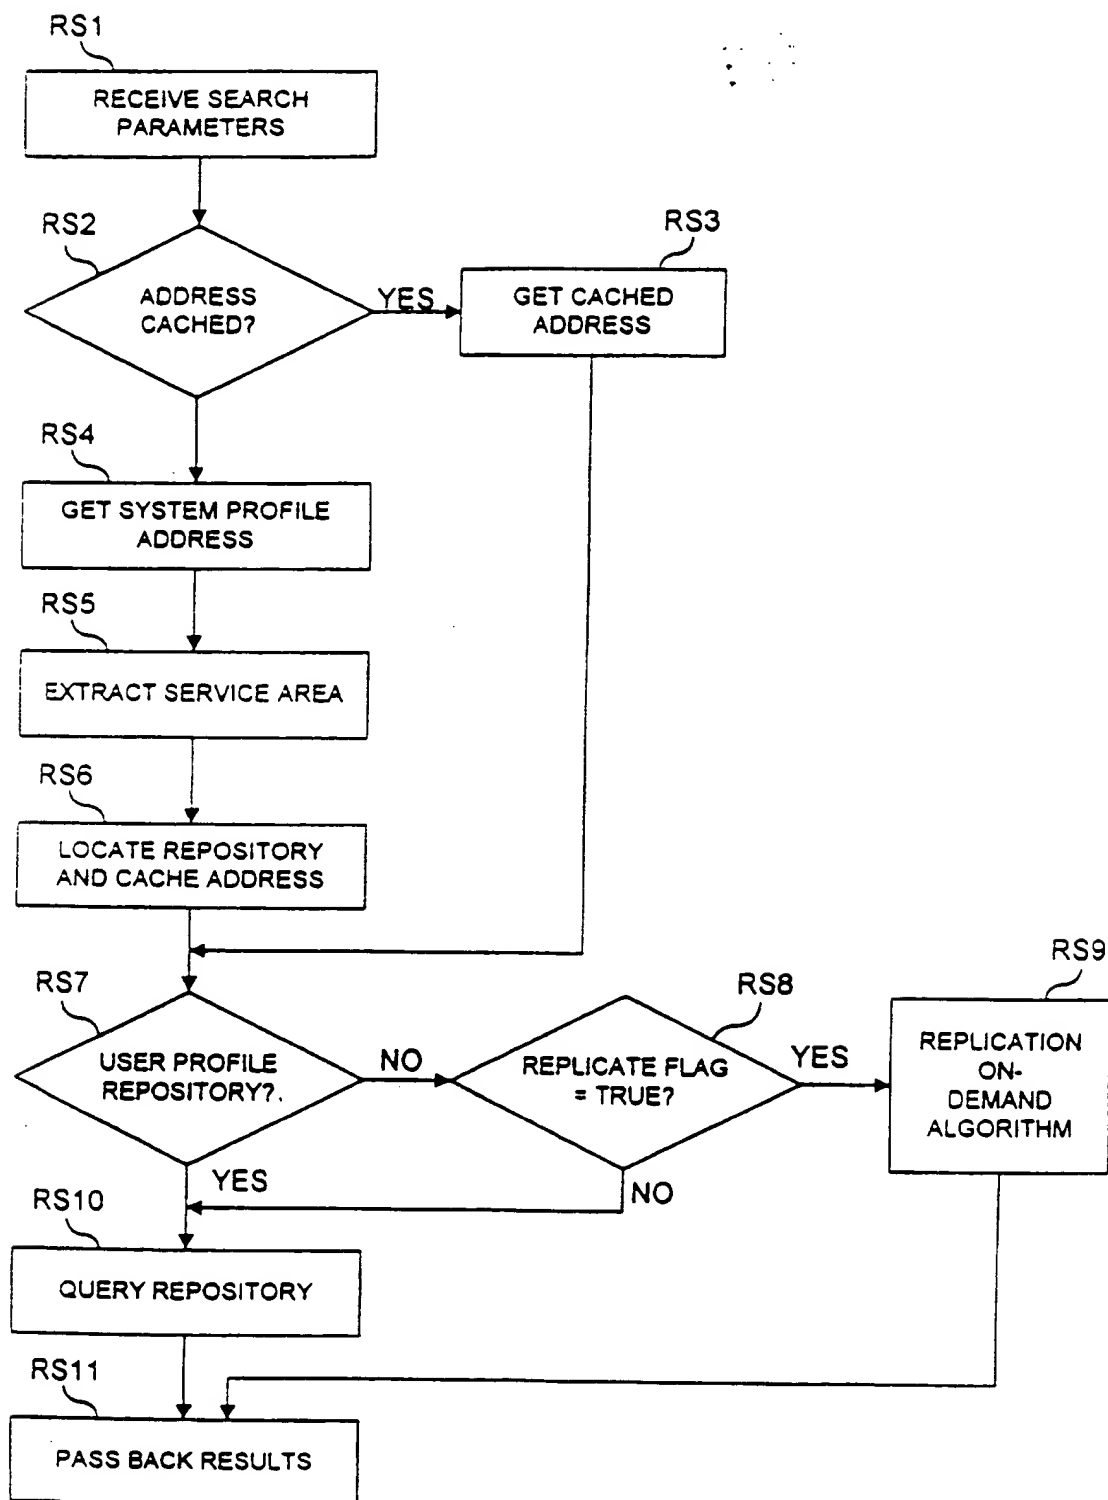 RS1
RECEIVE SEARCH
PARAMETERS
RS2
ADDRESS
CACHED?
YES
RS3
GET CACHED
ADDRESS
RS4
GET SYSTEM PROFILE
ADDRESS
RS5
EXTRACT SERVICE AREA
RS6
LOCATE REPOSITORY
AND CACHE ADDRESS
RS7
USER PROFILE
REPOSITORY?
NO
RS8
REPLICATE FLAG
= TRUE?
YES
RS9
REPLICATION
ON-
DEMAND
ALGORITHM
YES
NO
RS10
QUERY REPOSITORY
RS11
PASS BACK RESULTS